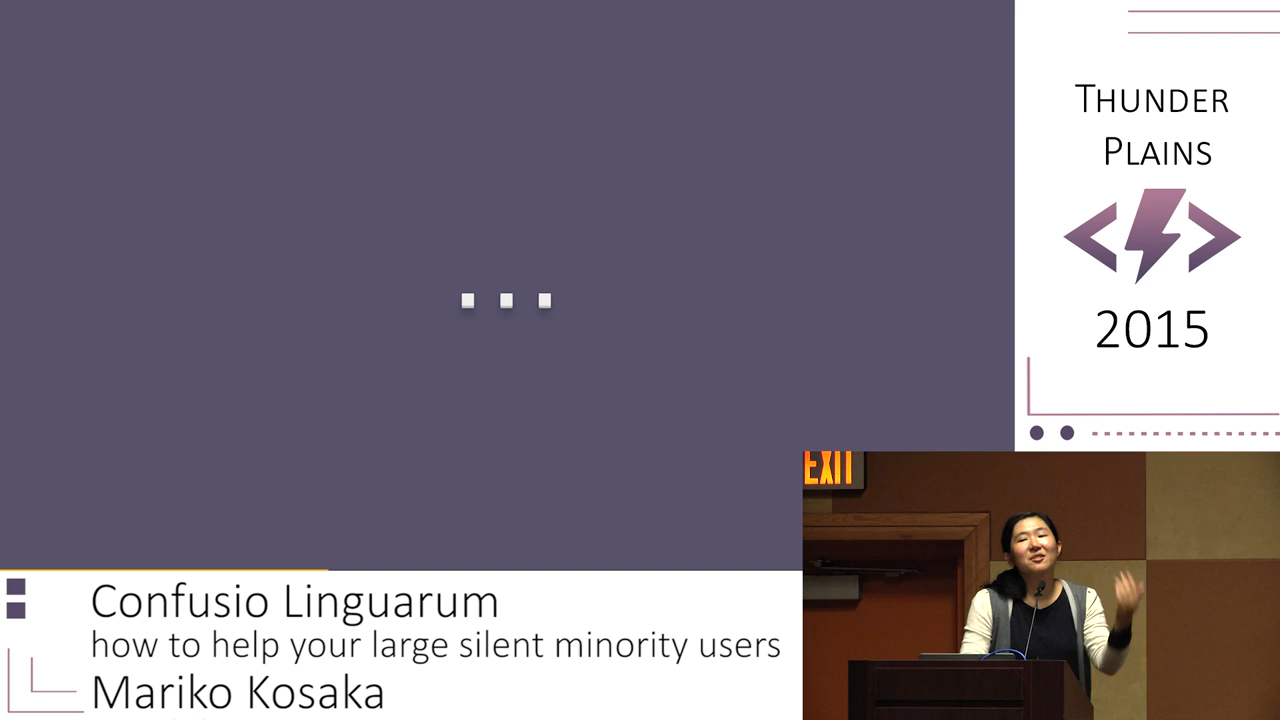 ...
THUNDER
PLAINS
2015
EXIT
Confusio Linguarum
how to help your large silent minority users
Mariko Kosaka